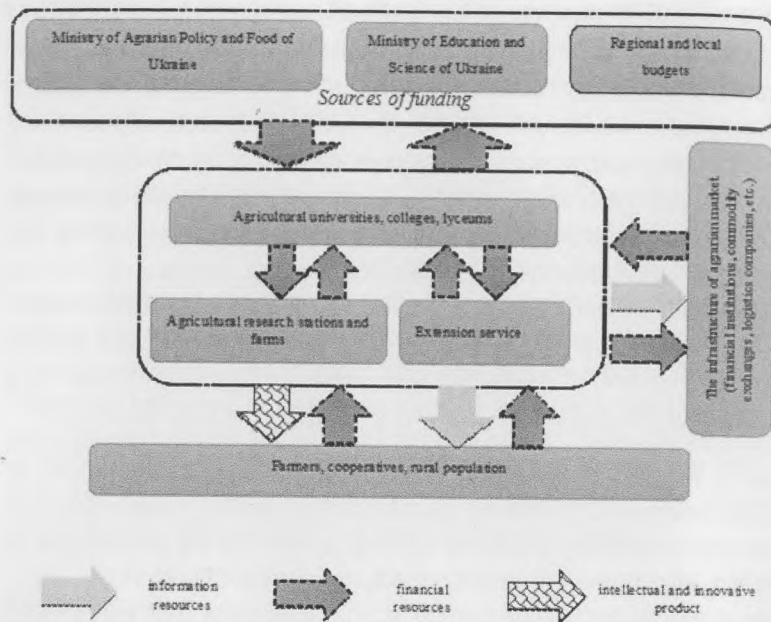 Ministry of Agrarian Policy and Food of
Ukraine
Ministry of Education and
Science of Ukraine
Regional and local
budgets
Sources of funding
Agricultural universities, colleges, lyceums
Agricultural research stations and
farms
Extension service
The infrastructure of agrarian market
(financial institutions, commodity
exchanges, logistics companies, etc.)
Farmers, cooperatives, rural population
information
resources
financial
resources
intellectual and innovative
product